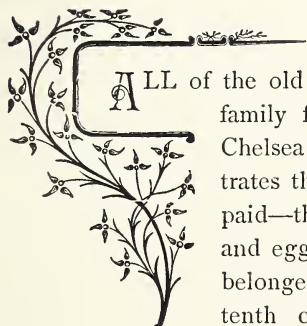 ALL of the old
family f
Chelsea
trates th
paid—th
and egg
belonge
tenth c